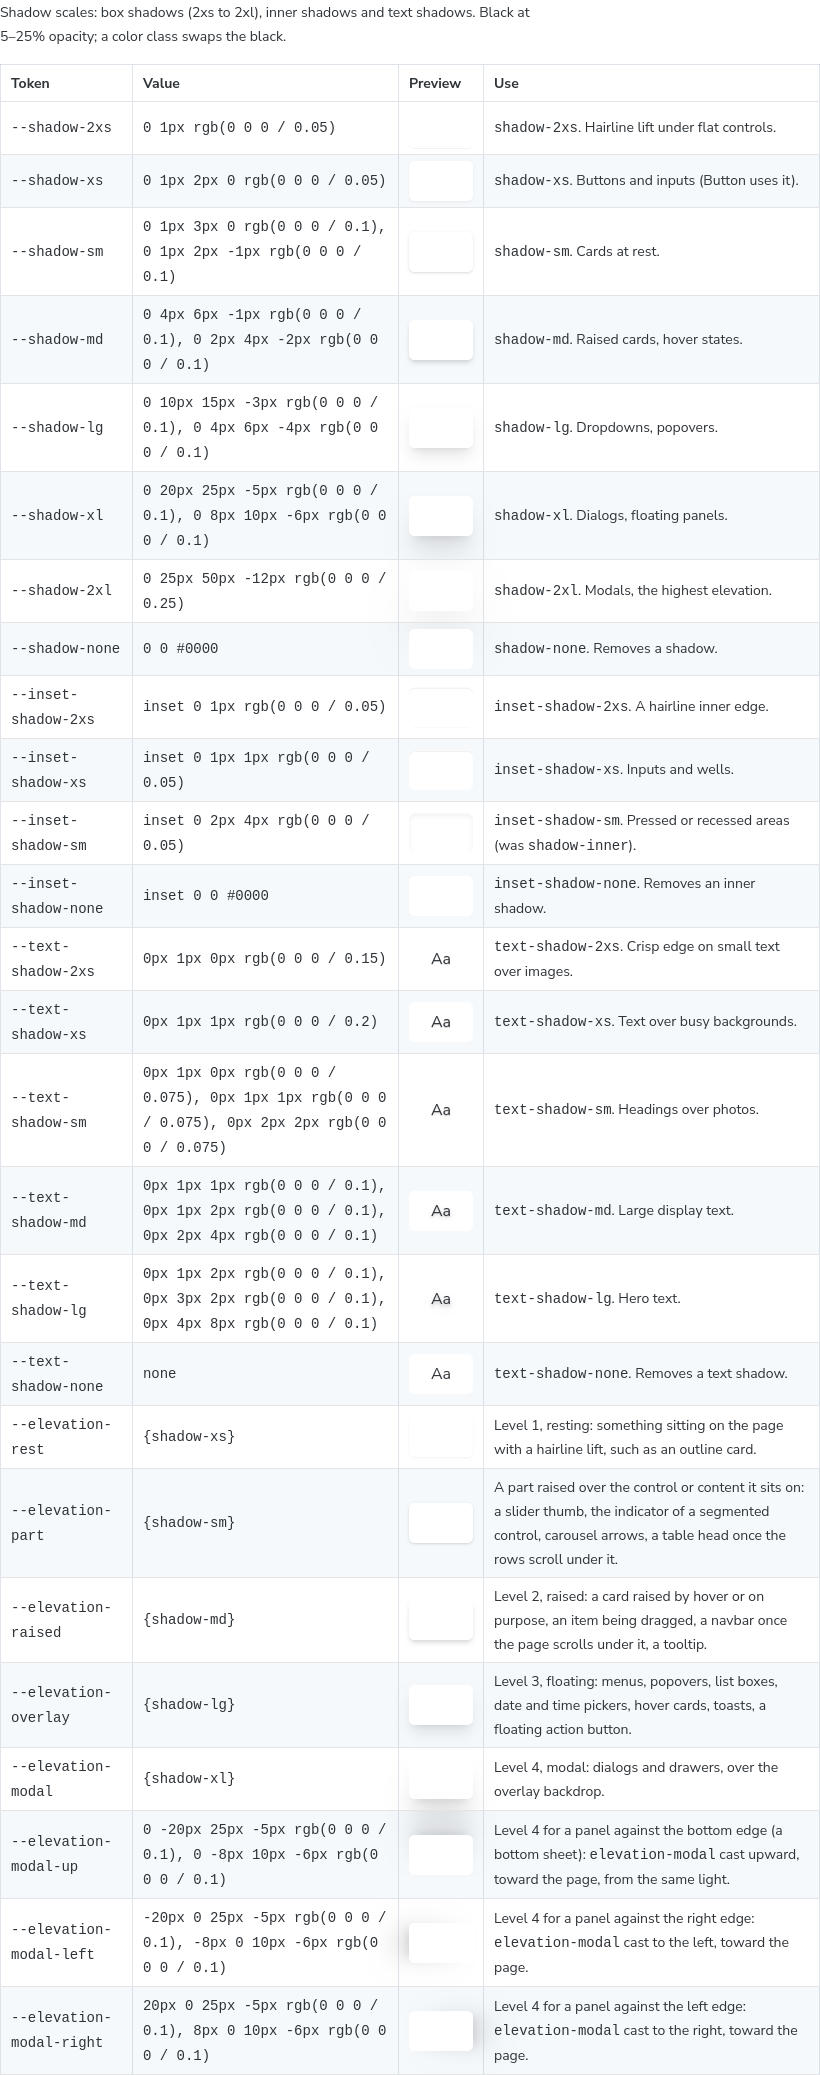 Shadow scales: box shadows (2xs to 2xl), inner shadows and text shadows. Black at
5–25% opacity; a color class swaps the black.
Token Value Preview Use
--shadow-2xs 0 1px rgb(0 0 0 / 0.05) shadow-2xs. Hairline lift under flat controls.
--shadow-xs 0 1px 2px 0 rgb(0 0 0 / 0.05) shadow-xs. Buttons and inputs (Button uses it).
--shadow-sm
0 1px 3px 0 rgb(0 0 0 / 0.1),
0 1px 2px -1px rgb(0 0 0 /
0.1)
shadow-sm. Cards at rest.
--shadow-md
0 4px 6px -1px rgb(0 0 0 /
0.1), 0 2px 4px -2px rgb(0 0
0 / 0.1)
shadow-md. Raised cards, hover states.
--shadow-lg
0 10px 15px -3px rgb(0 0 0 /
0.1), 0 4px 6px -4px rgb(0 0
0 / 0.1)
shadow-lg. Dropdowns, popovers.
--shadow-xl
0 20px 25px -5px rgb(0 0 0 /
0.1), 0 8px 10px -6px rgb(0 0
0 / 0.1)
shadow-xl. Dialogs, floating panels.
--shadow-2xl
0 25px 50px -12px rgb(0 0 0 /
0.25)
shadow-2xl. Modals, the highest elevation.
--shadow-none 0 0 #0000 shadow-none. Removes a shadow.
--inset-
shadow-2xs
inset 0 1px rgb(0 0 0 / 0.05)
inset-shadow-2xs. A hairline inner edge.
--inset-
shadow-xs
inset 0 1px 1px rgb(0 0 0 /
0.05)
inset-shadow-xs. Inputs and wells.
--inset-
shadow-sm
inset 0 2px 4px rgb(0 0 0 /
0.05)
inset-shadow-sm. Pressed or recessed areas
(was shadow-inner).
--inset-
shadow-none
inset 0 0 #0000
inset-shadow-none. Removes an inner
shadow.
--text-
shadow-2xs
0px 1px 0px rgb(0 0 0 / 0.15)
Aa
text-shadow-2xs. Crisp edge on small text
over images.
--text-
shadow-xs
0px 1px 1px rgb(0 0 0 / 0.2)
Aa
text-shadow-xs. Text over busy backgrounds.
--text-
shadow-sm
0px 1px 0px rgb(0 0 0 /
0.075), 0px 1px 1px rgb(0 0 0
/ 0.075), 0px 2px 2px rgb(0 0
0 / 0.075)
Aa
text-shadow-sm. Headings over photos.
--text-
shadow-md
0px 1px 1px rgb(0 0 0 / 0.1),
0px 1px 2px rgb(0 0 0 / 0.1),
0px 2px 4px rgb(0 0 0 / 0.1)
Aa
text-shadow-md. Large display text.
--text-
shadow-lg
0px 1px 2px rgb(0 0 0 / 0.1),
0px 3px 2px rgb(0 0 0 / 0.1),
0px 4px 8px rgb(0 0 0 / 0.1)
Aa
text-shadow-lg. Hero text.
--text-
shadow-none
none
Aa
text-shadow-none. Removes a text shadow.
--elevation-
rest
{shadow-xs}
Level 1, resting: something sitting on the page
with a hairline lift, such as an outline card.
--elevation-
part
{shadow-sm}
A part raised over the control or content it sits on:
a slider thumb, the indicator of a segmented
control, carousel arrows, a table head once the
rows scroll under it.
--elevation-
raised
{shadow-md}
Level 2, raised: a card raised by hover or on
purpose, an item being dragged, a navbar once
the page scrolls under it, a tooltip.
--elevation-
overlay
{shadow-lg}
Level 3, floating: menus, popovers, list boxes,
date and time pickers, hover cards, toasts, a
floating action button.
--elevation-
modal
{shadow-xl}
Level 4, modal: dialogs and drawers, over the
overlay backdrop.
--elevation-
modal-up
0 -20px 25px -5px rgb(0 0 0 /
0.1), 0 -8px 10px -6px rgb(0
0 0 / 0.1)
Level 4 for a panel against the bottom edge (a
bottom sheet): elevation-modal cast upward,
toward the page, from the same light.
--elevation-
modal-left
-20px 0 25px -5px rgb(0 0 0 /
0.1), -8px 0 10px -6px rgb(0
0 0 / 0.1)
Level 4 for a panel against the right edge:
elevation-modal cast to the left, toward the
page.
--elevation-
modal-right
20px 0 25px -5px rgb(0 0 0 /
0.1), 8px 0 10px -6px rgb(0 0
0 / 0.1)
Level 4 for a panel against the left edge:
elevation-modal cast to the right, toward the
page.